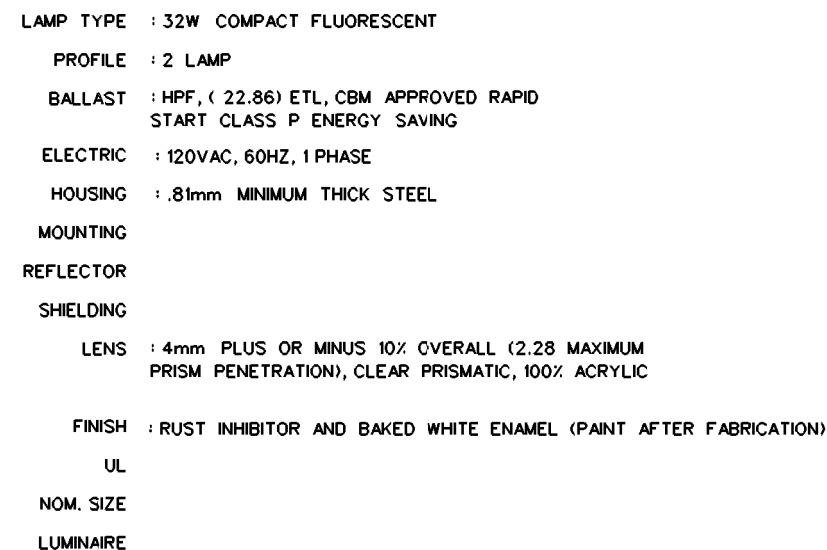 LAMP TYPE : 32W COMPACT FLUORESCENT
PROFILE : 2 LAMP
BALLAST : HPF, ( 22.86) ETL, CBM APPROVED RAPID
START CLASS P ENERGY SAVING
ELECTRIC : 120VAC, 60HZ, 1 PHASE
HOUSING : .81mm MINIMUM THICK STEEL
MOUNTING
REFLECTOR
SHIELDING
LENS : 4mm PLUS OR MINUS 10% OVERALL (2.28 MAXIMUM
PRISM PENETRATION), CLEAR PRISMATIC, 100% ACRYLIC
FINISH : RUST INHIBITOR AND BAKED WHITE ENAMEL (PAINT AFTER FABRICATION)
UL
NOM. SIZE
LUMINAIRE